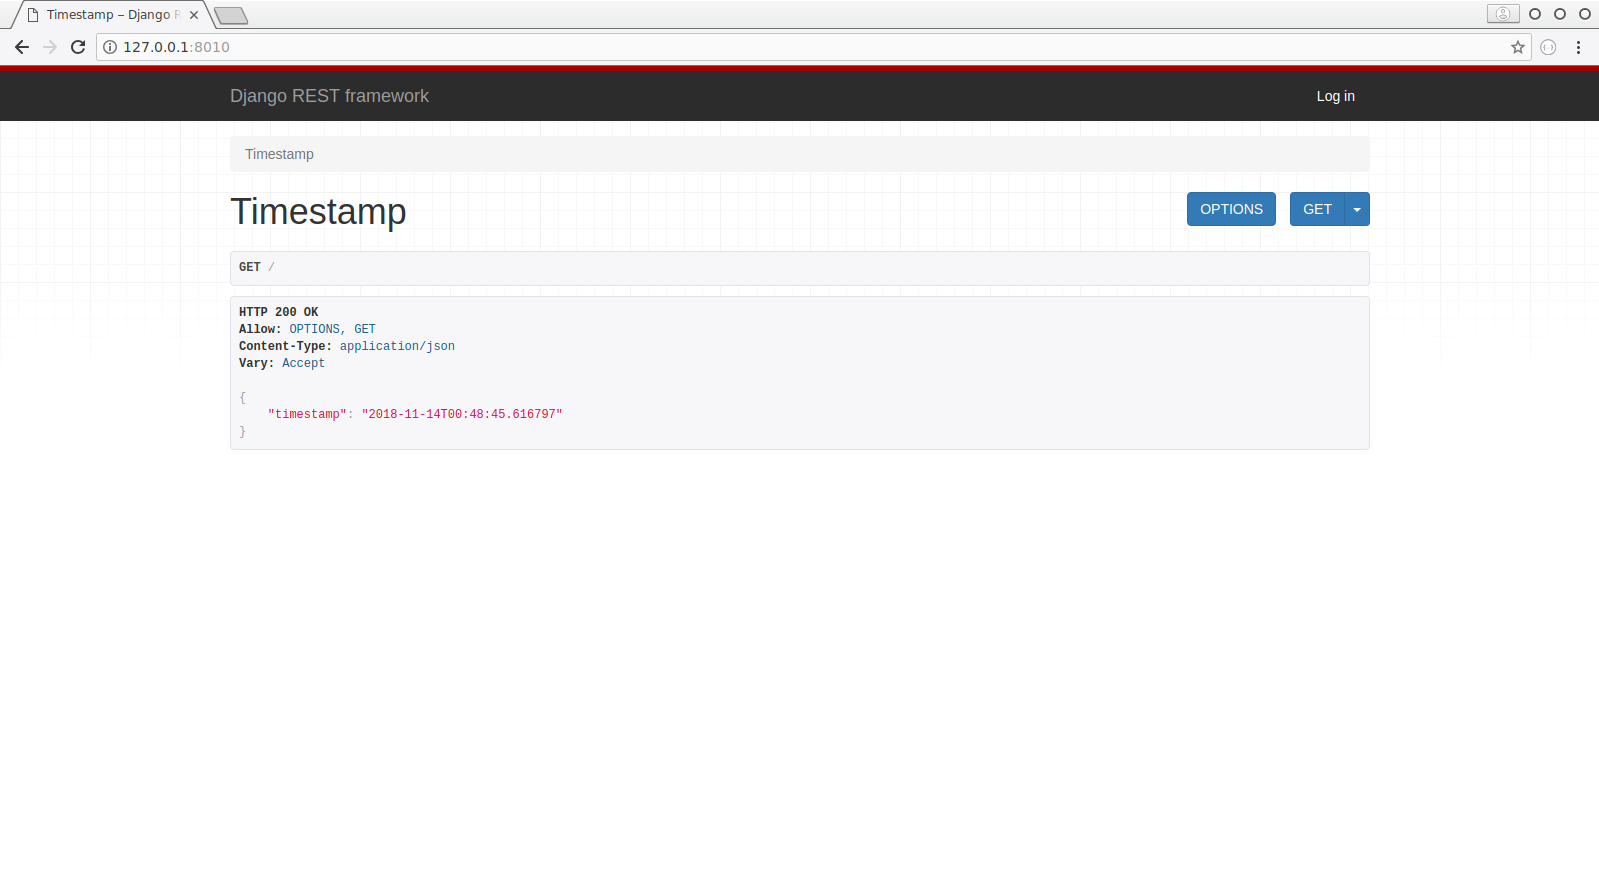 Timestamp – Django R
127.0.0.1:8010
Django REST framework
Log in
Timestamp
Timestamp
OPTIONS
GET
GET /
HTTP 200 OK
Allow: OPTIONS, GET
Content-Type: application/json
Vary: Accept
{
    "timestamp": "2018-11-14T00:48:45.616797"
}